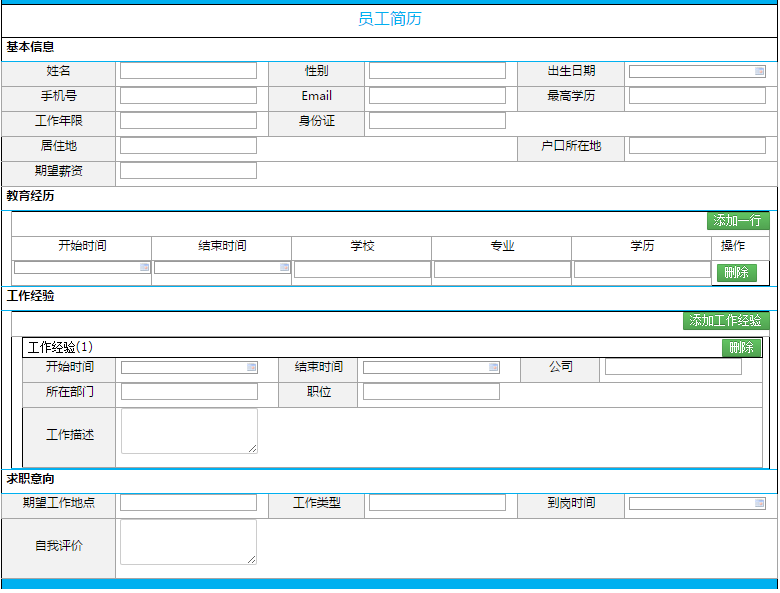 员工简历
基本信息
姓名 性别 出生日期
手机号 Email 最高学历
工作年限 身份证
居住地 户口所在地
期望薪资
教育经历
添加一行
开始时间 结束时间 学校 专业 学历 操作
删除
工作经验
添加工作经验
工作经验(1) 删除
开始时间 结束时间 公司
所在部门 职位
工作描述
求职意向
期望工作地点 工作类型 到岗时间
自我评价